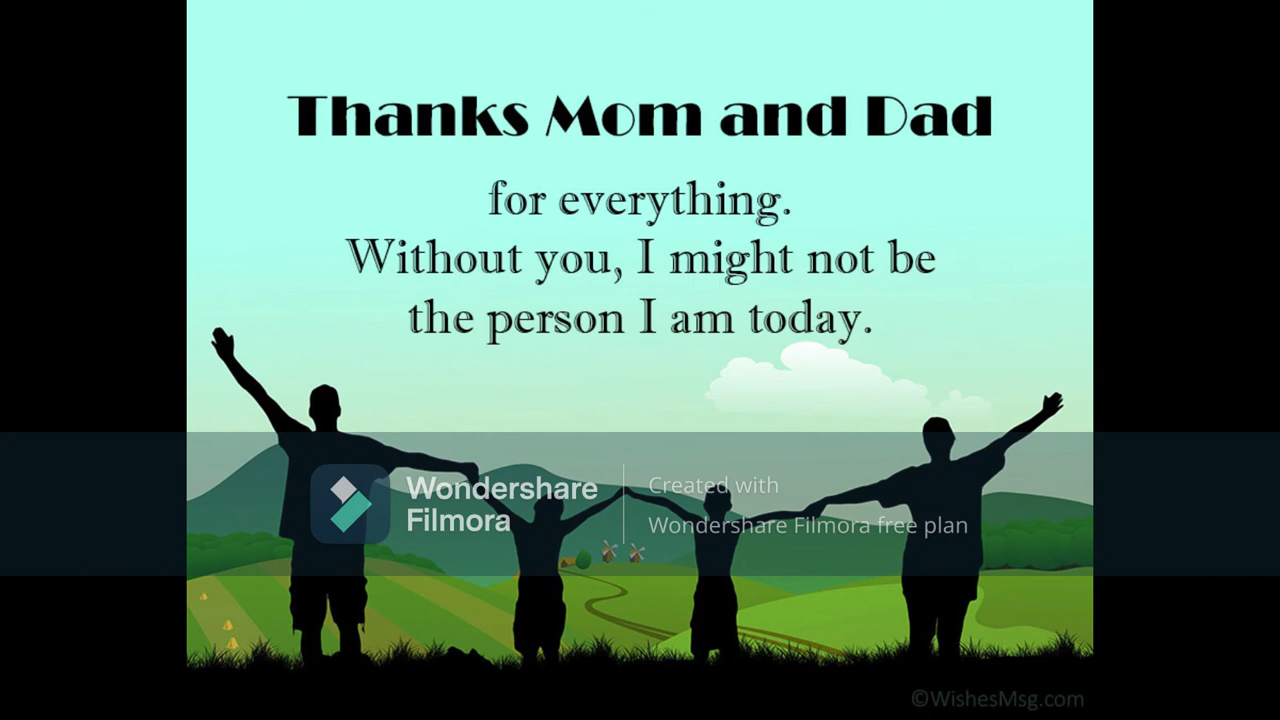 Thanks Mom and Dad
for everything.
Without you, I might not be
the person I am today.
Wondershare
Filmora
Created with
Wondershare Filmora free plan
©WishesMsg.com